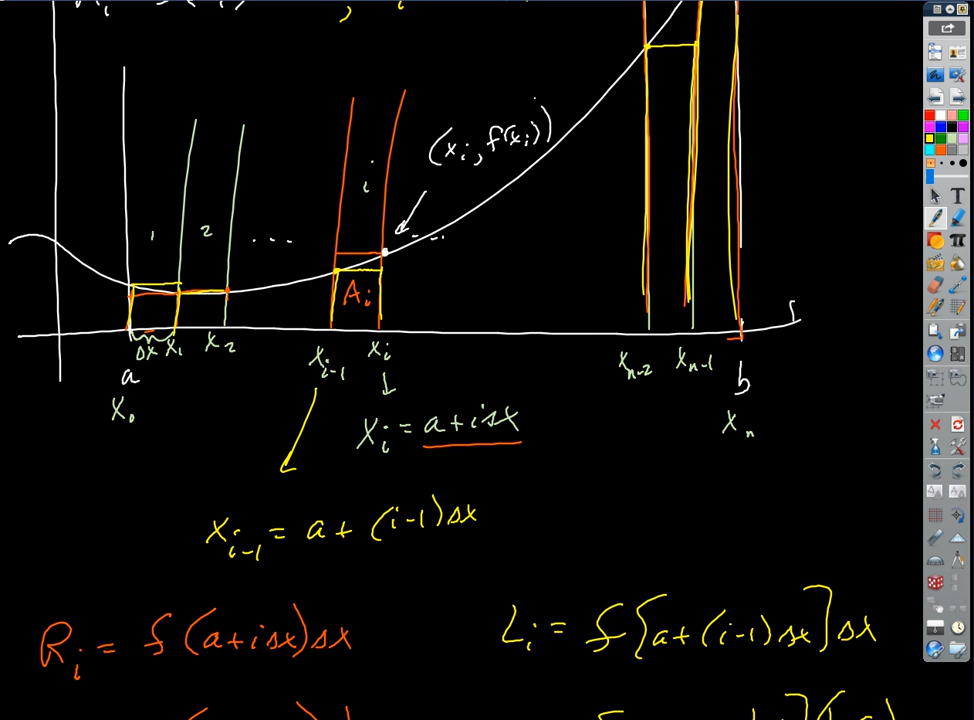 (xᵢ, f(xᵢ))
i
1
2
...
...
Aᵢ
Δx x₁ x₂ xᵢ₋₁ xᵢ xₙ₋₂ xₙ₋₁
a b
x₀ xₙ
xᵢ = a+iΔx
xᵢ₋₁ = a + (i-1)Δx
Rᵢ = f(a+iΔx)Δx
Lᵢ = f[a+(i-1)Δx]Δx